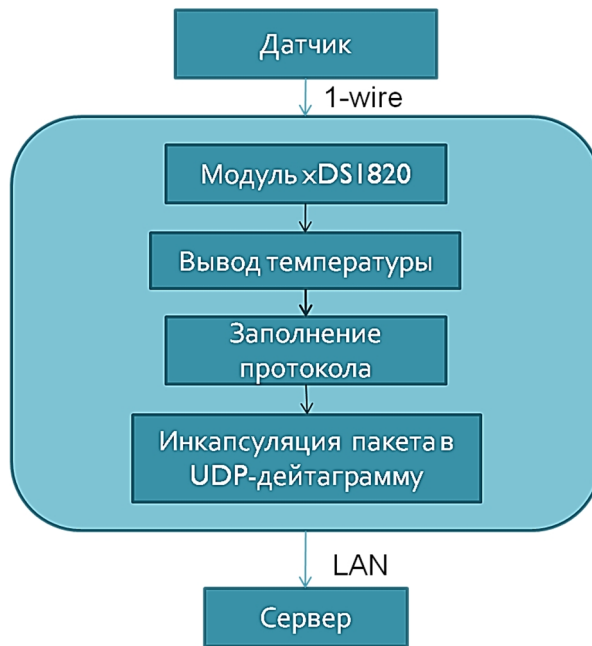 Датчик
1-wire
Модуль xDS1820
Вывод температуры
Заполнение
протокола
Инкапсуляция пакета в
UDP-дейтаграмму
LAN
Сервер